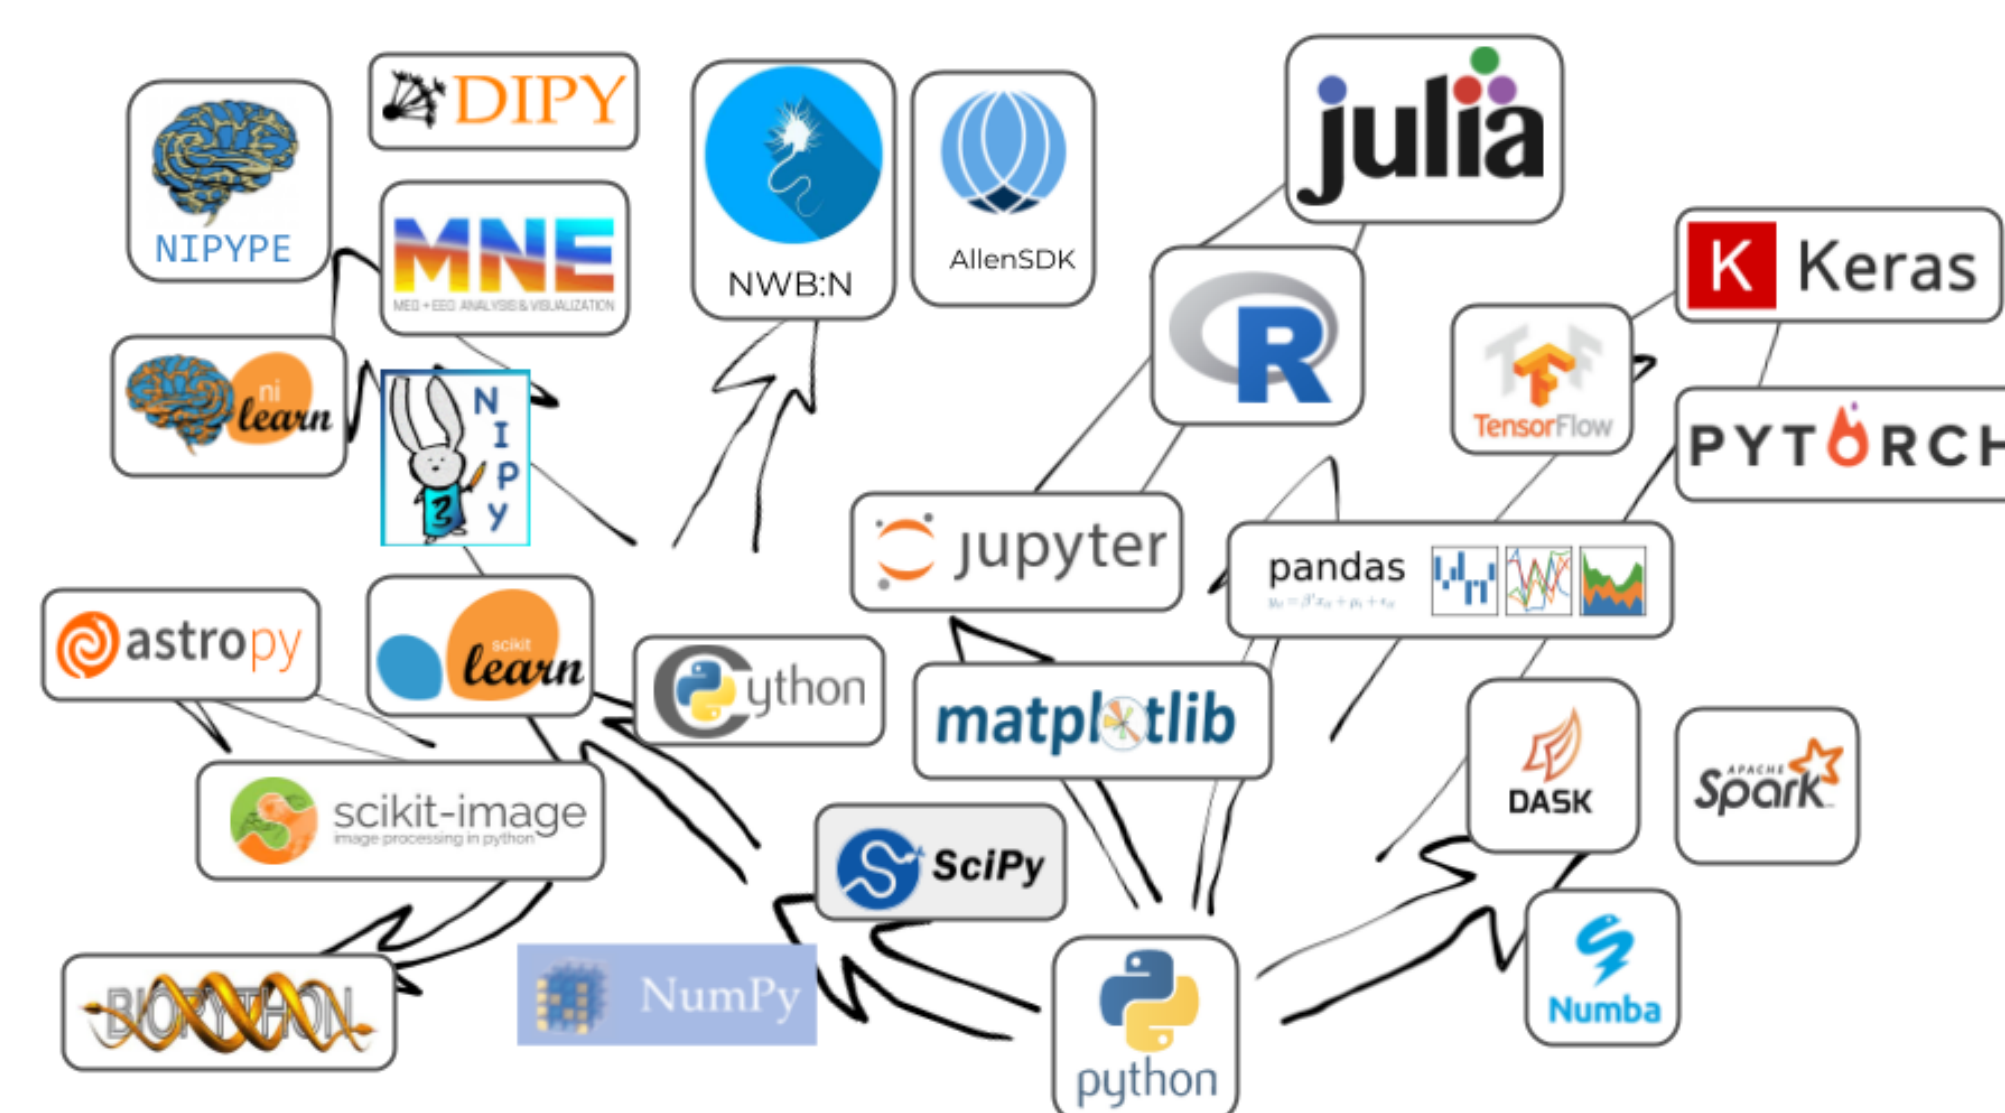 DIPY
NIPYPE
MNE
MEG + EEG ANALYSIS & VISUALIZATION
NWB:N
AllenSDK
julia
R
K Keras
TensorFlow
PYTORCH
ni
learn
N
I
P
Y
3
jupyter
pandas
astropy
scikit
learn
Cython
matplotlib
DASK
APACHE
Spark
scikit-image
image processing in python
SciPy
BIOPYTHON
NumPy
python
Numba